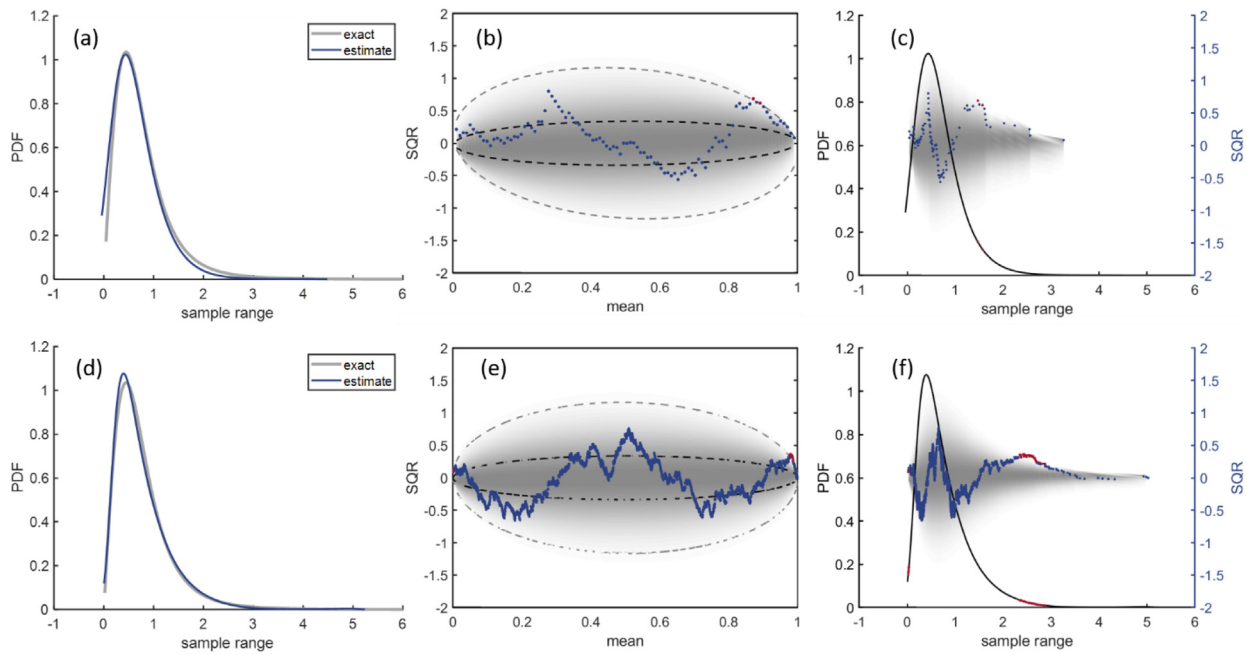 (a)
exact
estimate
1.2
1
0.8
0.6
0.4
0.2
0
PDF
-1 0 1 2 3 4 5 6
sample range
(b)
2
1.5
1
0.5
0
-0.5
-1
-1.5
-2
SQR
0 0.2 0.4 0.6 0.8 1
mean
(c)
1.2
1
0.8
0.6
0.4
0.2
0
PDF
-1 0 1 2 3 4 5 6
sample range
2
1.5
1
0.5
0
-0.5
-1
-1.5
-2
SQR
(d)
exact
estimate
1.2
1
0.8
0.6
0.4
0.2
0
PDF
-1 0 1 2 3 4 5 6
sample range
(e)
2
1.5
1
0.5
0
-0.5
-1
-1.5
-2
SQR
0 0.2 0.4 0.6 0.8 1
mean
(f)
1.2
1
0.8
0.6
0.4
0.2
0
PDF
-1 0 1 2 3 4 5 6
sample range
2
1.5
1
0.5
0
-0.5
-1
-1.5
-2
SQR